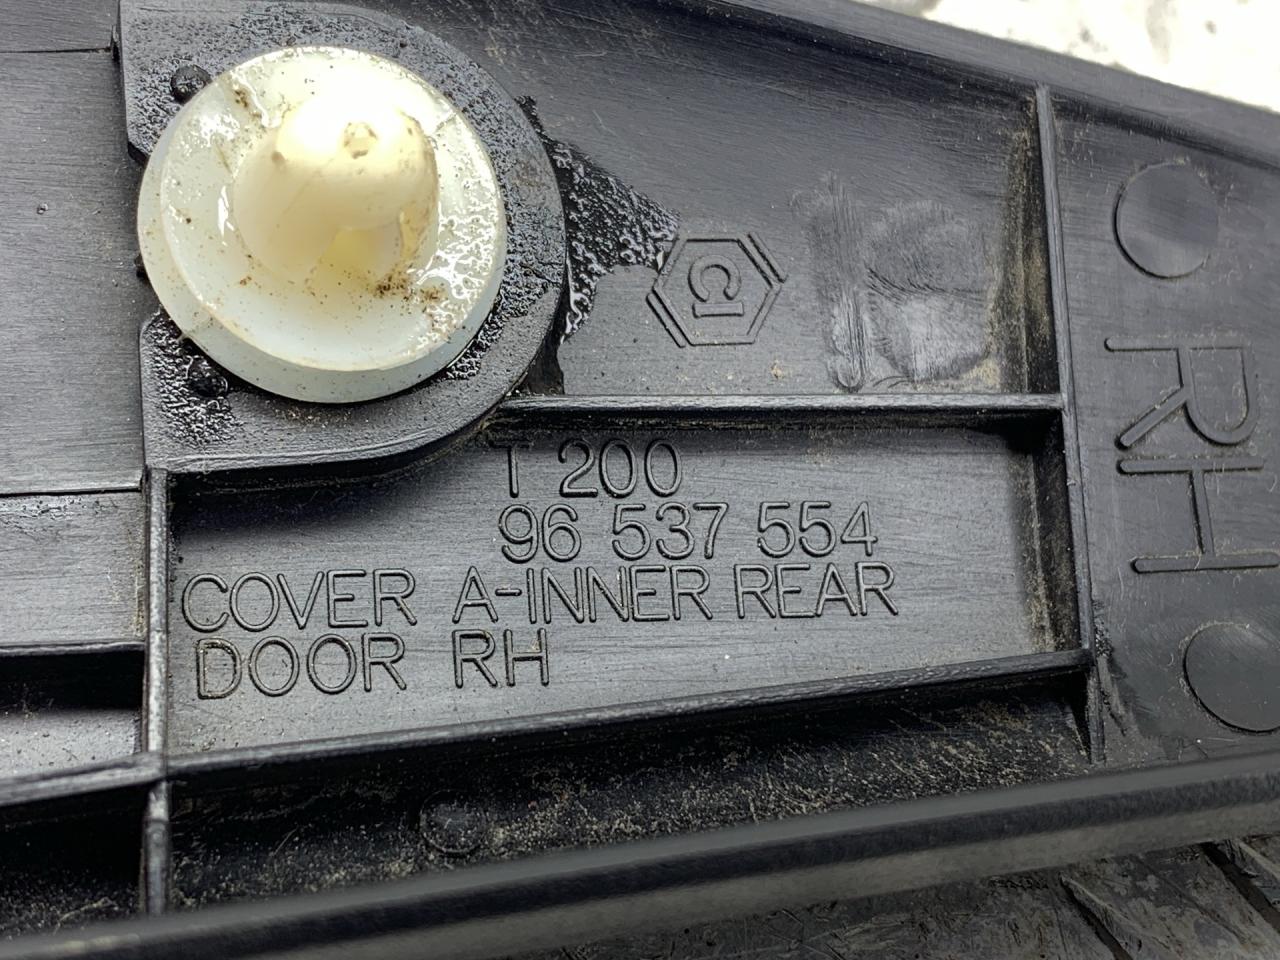 T 200
96 537 554
COVER A-INNER REAR
DOOR RH
RH